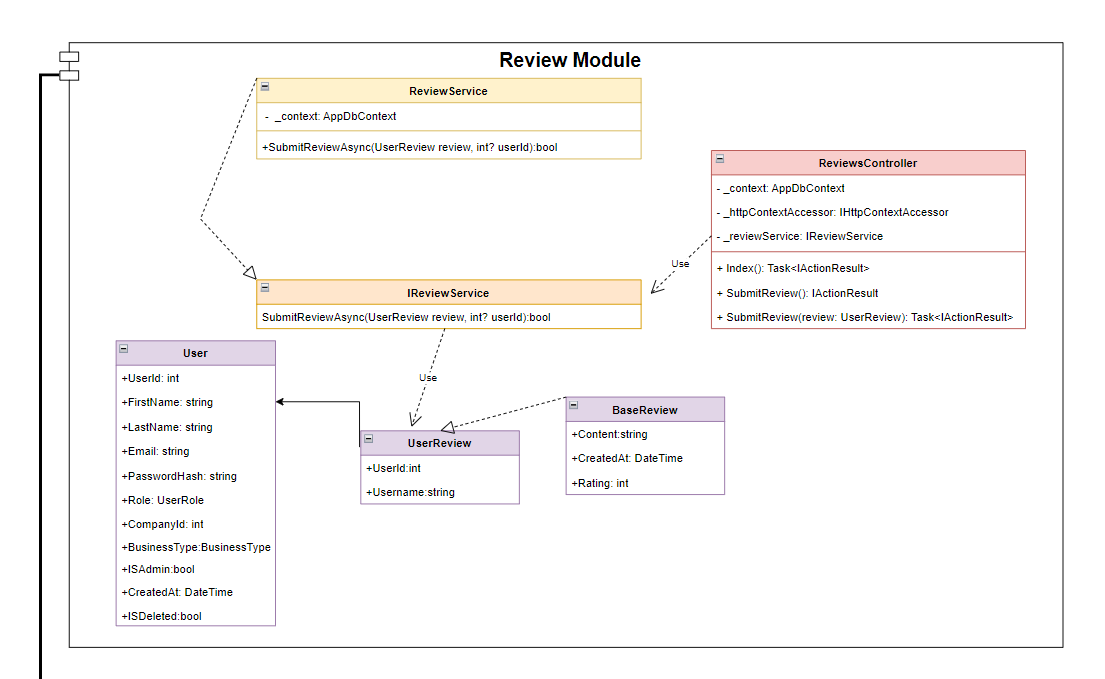 Review Module
ReviewService
- _context: AppDbContext
+SubmitReviewAsync(UserReview review, int? userId):bool
ReviewsController
- _context: AppDbContext
- _httpContextAccessor: IHttpContextAccessor
- _reviewService: IReviewService
+ Index(): Task<IActionResult>
+ SubmitReview(): IActionResult
+ SubmitReview(review: UserReview): Task<IActionResult>
Use
IReviewService
SubmitReviewAsync(UserReview review, int? userId):bool
Use
User
+UserId: int
+FirstName: string
+LastName: string
+Email: string
+PasswordHash: string
+Role: UserRole
+CompanyId: int
+BusinessType:BusinessType
+ISAdmin:bool
+CreatedAt: DateTime
+ISDeleted:bool
UserReview
+UserId:int
+Username:string
BaseReview
+Content:string
+CreatedAt: DateTime
+Rating: int